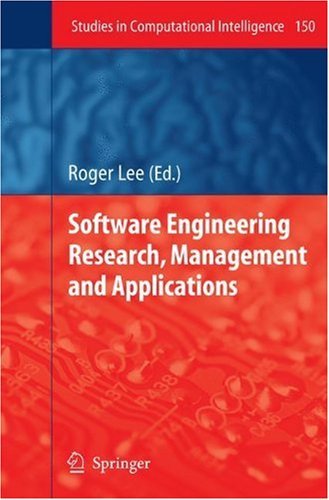 Studies in Computational Intelligence 150
Roger Lee (Ed.)
Software Engineering
Research, Management
and Applications
Springer